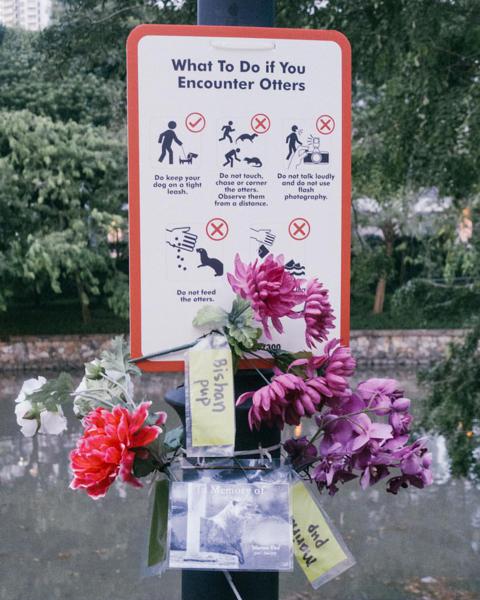 What To Do if You
Encounter Otters
Do keep your
dog on a tight
leash.
Do not touch,
chase or corner
the otters.
Observe them
from a distance.
Do not talk loudly
and do not use
flash
photography.
Do not feed
the otters.
Bishan
pup
In Memory of
Marina Pup
pup